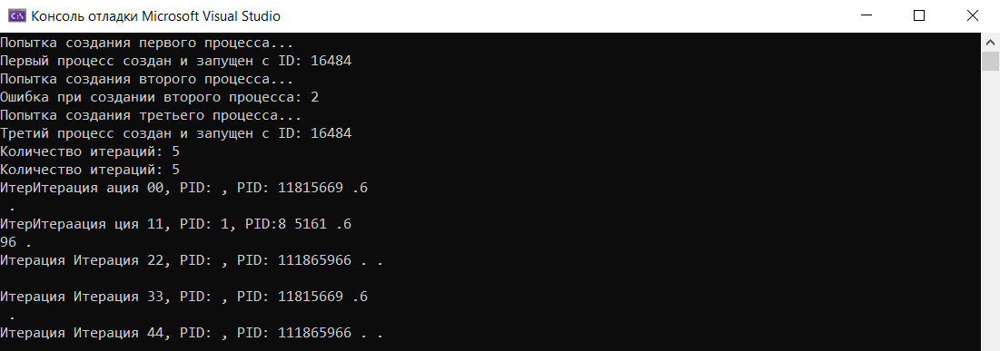 Консоль отладки Microsoft Visual Studio
Попытка создания первого процесса...
Первый процесс создан и запущен с ID: 16484
Попытка создания второго процесса...
Ошибка при создании второго процесса: 2
Попытка создания третьего процесса...
Третий процесс создан и запущен с ID: 16484
Количество итераций: 5
Количество итераций: 5
ИтерИтерация ация 00, PID: , PID: 11815669 .6
 .
ИтерИтераация ция 11, PID: 1, PID:8 5161 .6
96 .
Итерация Итерация 22, PID: , PID: 111865966 . .
Итерация Итерация 33, PID: , PID: 11815669 .6
 .
Итерация Итерация 44, PID: , PID: 111865966 . .